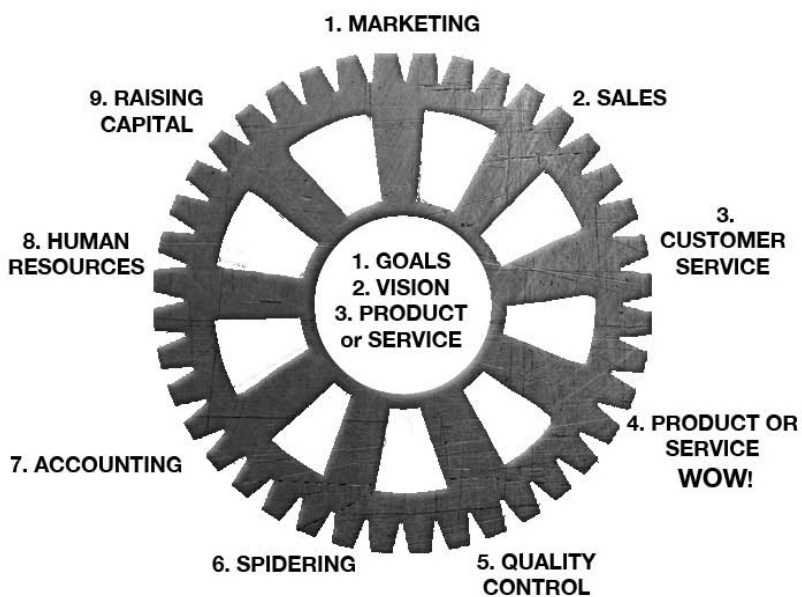 1. MARKETING
2. SALES
3.
CUSTOMER
SERVICE
4. PRODUCT OR
SERVICE
WOW!
5. QUALITY
CONTROL
6. SPIDERING
7. ACCOUNTING
8. HUMAN
RESOURCES
9. RAISING
CAPITAL
1. GOALS
2. VISION
3. PRODUCT
or SERVICE